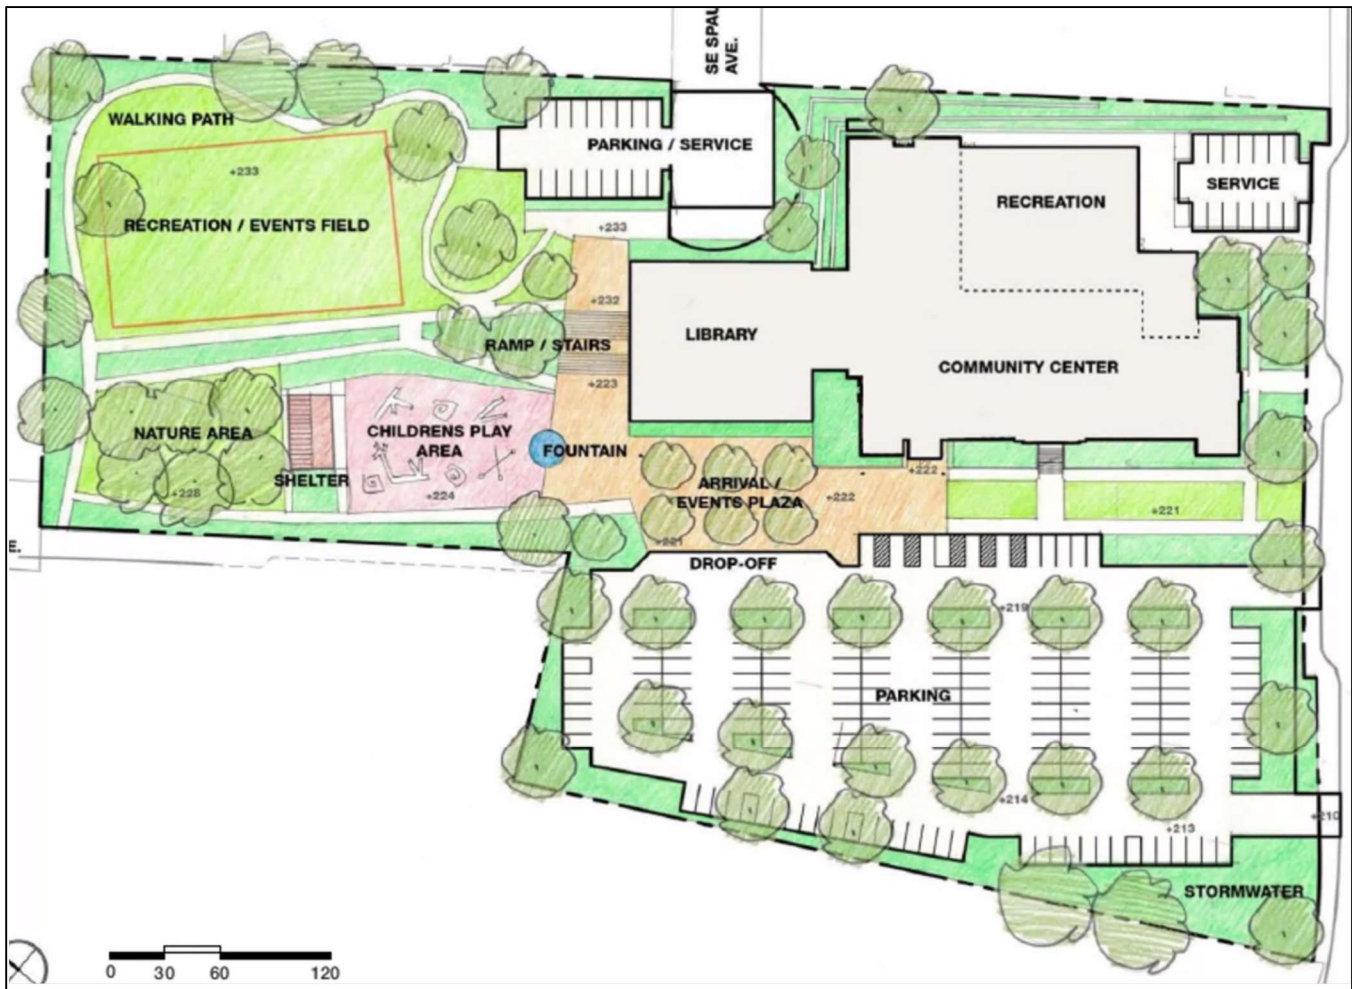 SE SPAU
AVE.
WALKING PATH
PARKING / SERVICE
+233
SERVICE
RECREATION
RECREATION / EVENTS FIELD
+233
+232
LIBRARY
RAMP / STAIRS
COMMUNITY CENTER
+223
NATURE AREA
CHILDRENS PLAY
AREA
FOUNTAIN
SHELTER
+222
ARRIVAL /
EVENTS PLAZA
+228
+224
+222
+221
+221
E.
DROP-OFF
+219
PARKING
+214
+213
+210
STORMWATER
0 30 60 120